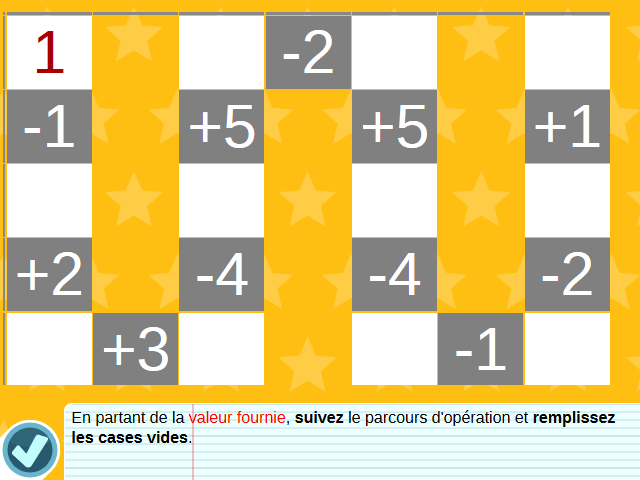 1 -2
-1 +5 +5 +1
+2 -4 -4 -2
+3 -1
En partant de la valeur fournie, suivez le parcours d'opération et remplissez
les cases vides.